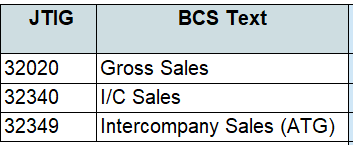 JTIG BCS Text
32020 Gross Sales
32340 I/C Sales
32349 Intercompany Sales (ATG)